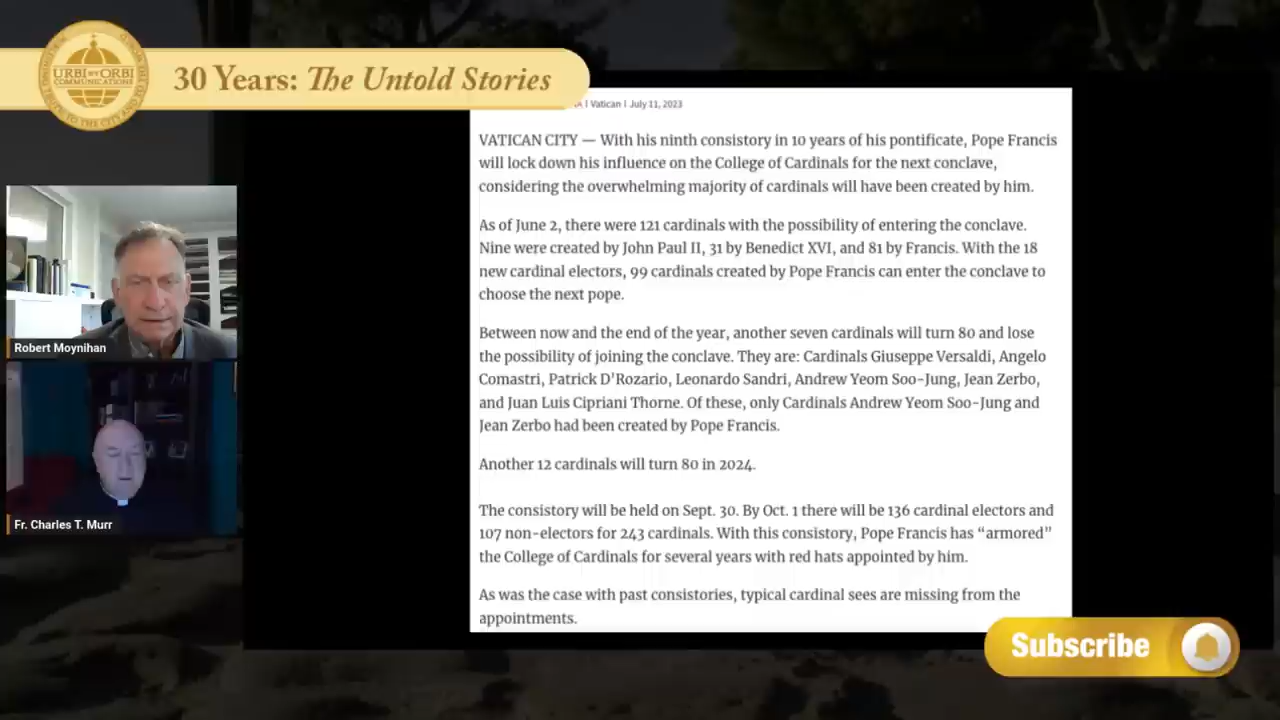 URBI ET ORBI
COMMUNICATIONS
30 Years: The Untold Stories
| Vatican | July 11, 2023
VATICAN CITY — With his ninth consistory in 10 years of his pontificate, Pope Francis
will lock down his influence on the College of Cardinals for the next conclave,
considering the overwhelming majority of cardinals will have been created by him.
As of June 2, there were 121 cardinals with the possibility of entering the conclave.
Nine were created by John Paul II, 31 by Benedict XVI, and 81 by Francis. With the 18
new cardinal electors, 99 cardinals created by Pope Francis can enter the conclave to
choose the next pope.
Between now and the end of the year, another seven cardinals will turn 80 and lose
the possibility of joining the conclave. They are: Cardinals Giuseppe Versaldi, Angelo
Comastri, Patrick D’Rozario, Leonardo Sandri, Andrew Yeom Soo-Jung, Jean Zerbo,
and Juan Luis Cipriani Thorne. Of these, only Cardinals Andrew Yeom Soo-Jung and
Jean Zerbo had been created by Pope Francis.
Another 12 cardinals will turn 80 in 2024.
The consistory will be held on Sept. 30. By Oct. 1 there will be 136 cardinal electors and
107 non-electors for 243 cardinals. With this consistory, Pope Francis has “armored”
the College of Cardinals for several years with red hats appointed by him.
As was the case with past consistories, typical cardinal sees are missing from the
appointments.
Robert Moynihan
Fr. Charles T. Murr
Subscribe